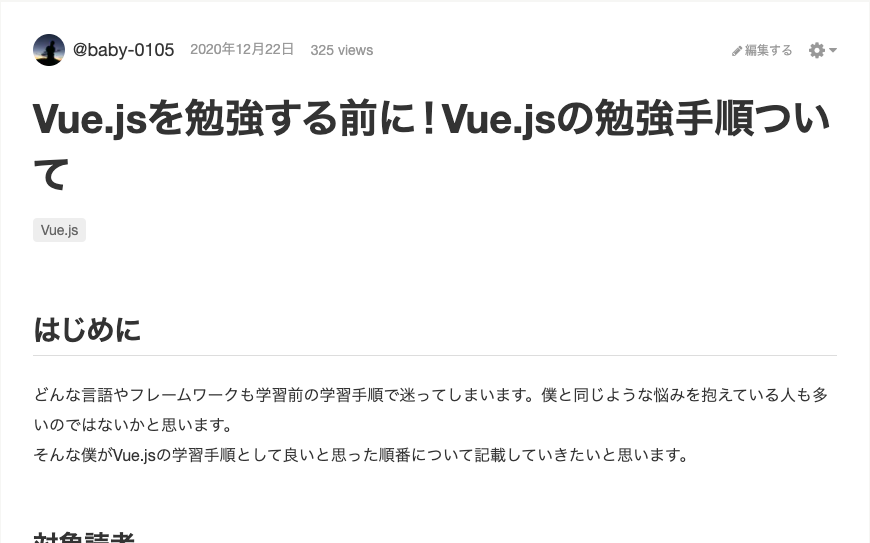 @baby-0105 2020年12月22日 325 views 編集する
Vue.jsを勉強する前に！Vue.jsの勉強手順つい
て
Vue.js
はじめに
どんな言語やフレームワークも学習前の学習手順で迷ってしまいます。僕と同じような悩みを抱えている人も多
いのではないかと思います。
そんな僕がVue.jsの学習手順として良いと思った順番について記載していきたいと思います。
対象読者